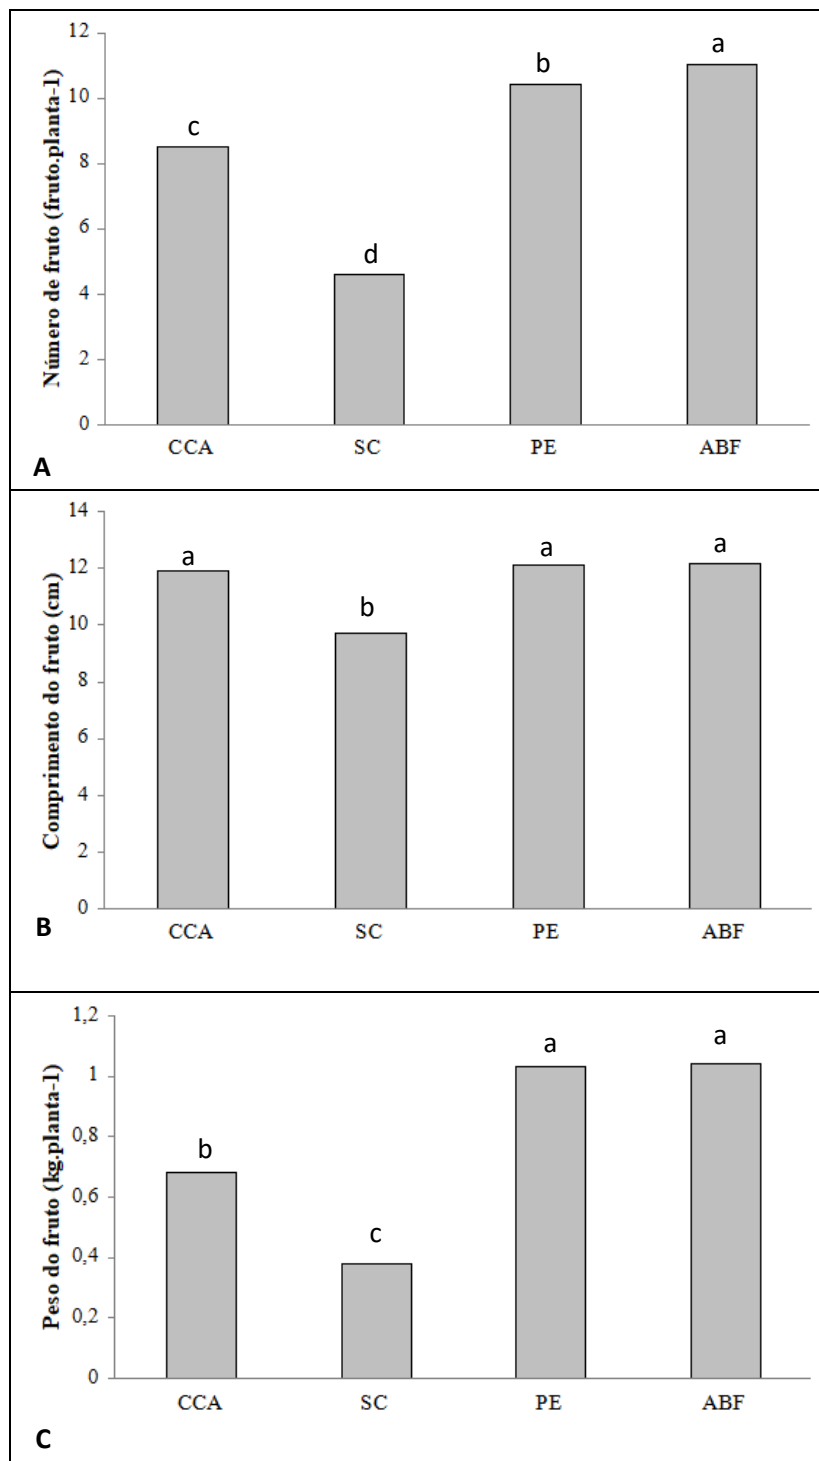 Número de fruto (fruto.planta-1)
12
10
8
6
4
2
0
c
d
b
a
CCA SC PE ABF
A
Comprimento do fruto (cm)
14
12
10
8
6
4
2
0
a
b
a
a
CCA SC PE ABF
B
Peso do fruto (kg.planta-1)
1,2
1
0,8
0,6
0,4
0,2
0
b
c
a
a
CCA SC PE ABF
C